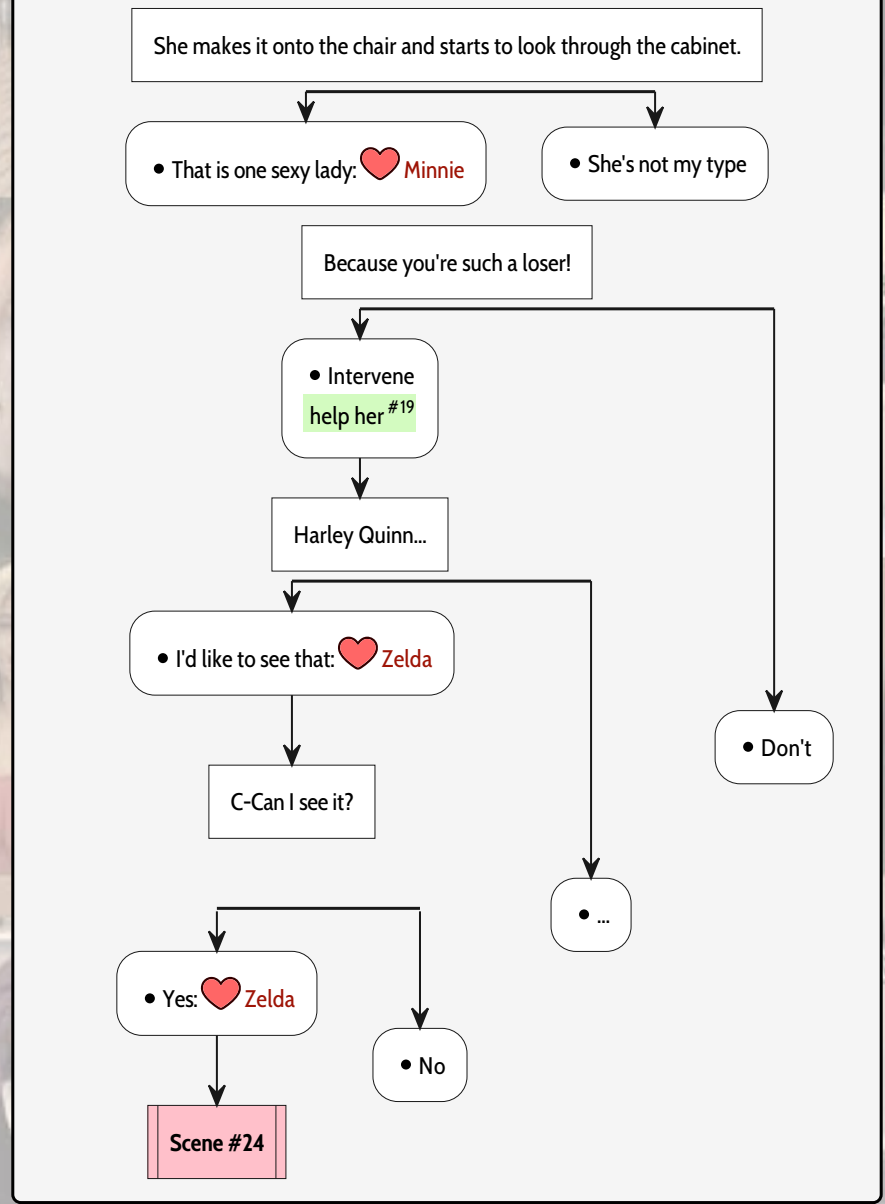 She makes it onto the chair and starts to look through the cabinet.
• That is one sexy lady: Minnie
• She's not my type
Because you're such a loser!
• Intervene
help her #19
Harley Quinn...
• I'd like to see that: Zelda
• Don't
C-Can I see it?
• ...
• Yes: Zelda
• No
Scene #24